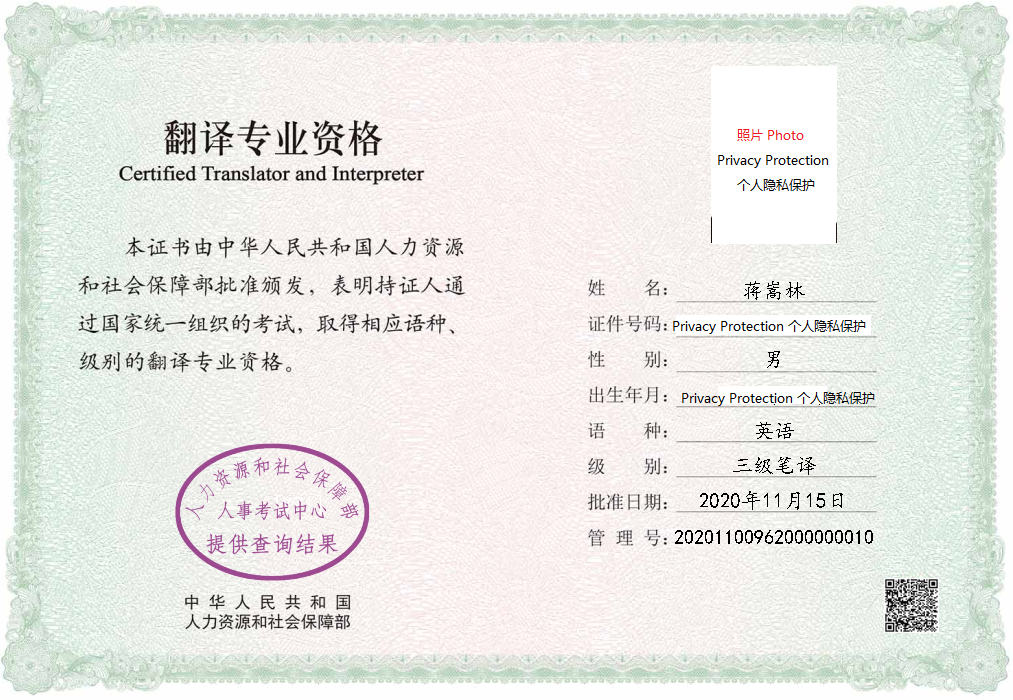 翻译专业资格
Certified Translator and Interpreter
本证书由中华人民共和国人力资源
和社会保障部批准颁发，表明持证人通
过国家统一组织的考试，取得相应语种、
级别的翻译专业资格。
人力资源和社会保障部
人事考试中心
提供查询结果
中华人民共和国
人力资源和社会保障部
照片 Photo
Privacy Protection
个人隐私保护
姓 名：蒋嵩林
证件号码：Privacy Protection 个人隐私保护
性 别：男
出生年月：Privacy Protection 个人隐私保护
语 种：英语
级 别：三级笔译
批准日期：2020年11月15日
管 理 号：20201100962000000010